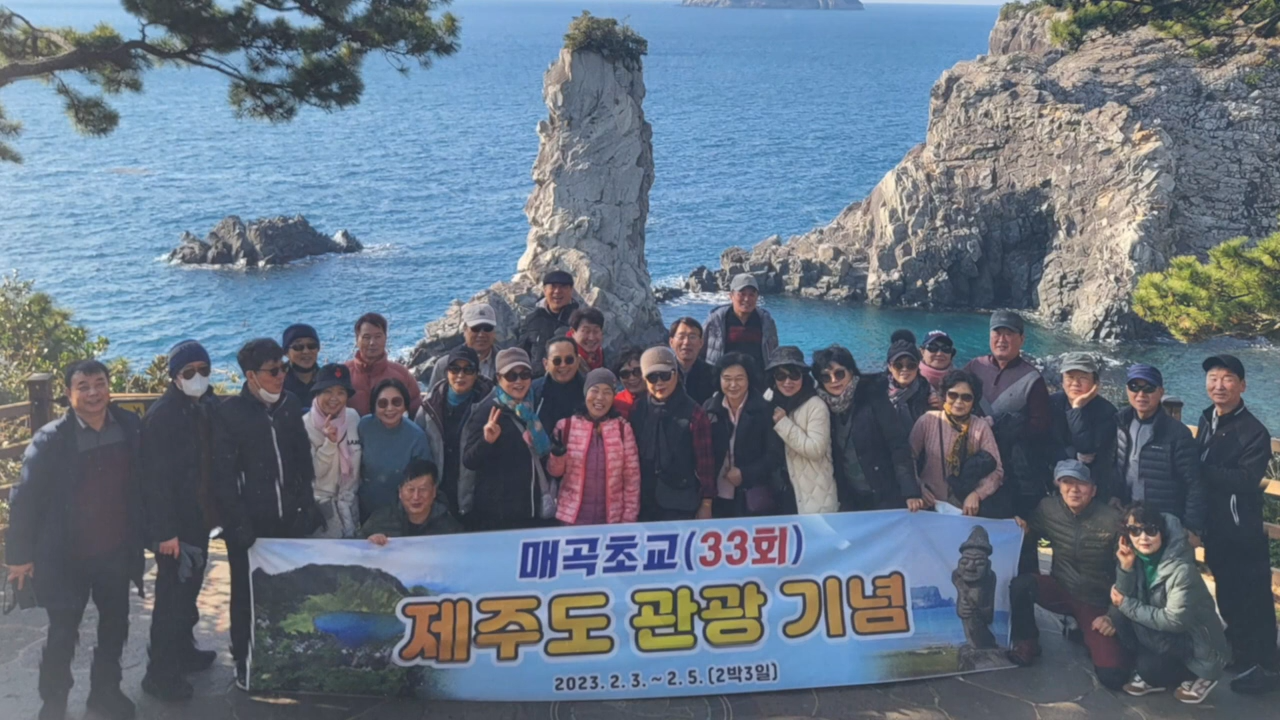 매곡초교(33회)
제주도 관광 기념
2023. 2. 3. ~ 2. 5. (2박3일)